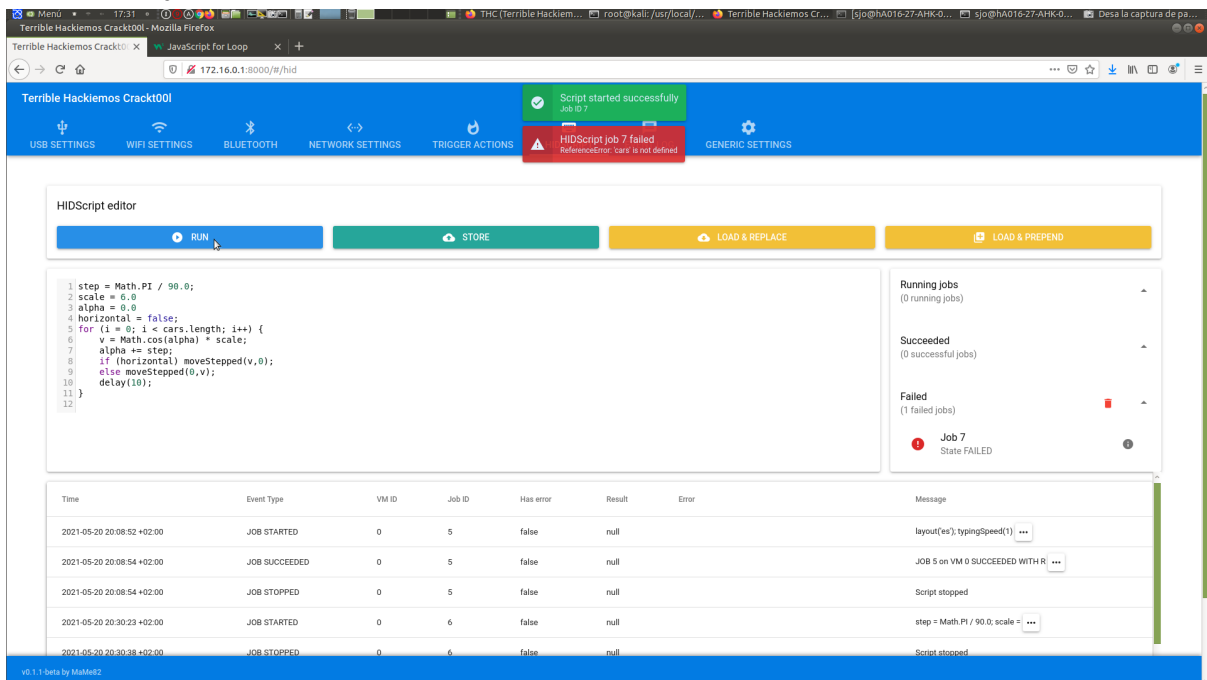 Menú
17:31
THC (Terrible Hackiem...
root@kali: /usr/local/...
Terrible Hackiemos Cr...
[sjo@hA016-27-AHK-0...
sjo@hA016-27-AHK-0...
Desa la captura de pa...
Terrible Hackiemos Crackt00l - Mozilla Firefox
Terrible Hackiemos Crackt00
JavaScript for Loop
172.16.0.1:8000/#/hid
Terrible Hackiemos Crackt00l
Script started successfully
Job ID 7
HIDScript job 7 failed
ReferenceError: 'cars' is not defined
USB SETTINGS
WIFI SETTINGS
BLUETOOTH
NETWORK SETTINGS
TRIGGER ACTIONS
GENERIC SETTINGS
HIDScript editor
RUN
STORE
LOAD & REPLACE
LOAD & PREPEND
1 step = Math.PI / 90.0;
2 scale = 6.0
3 alpha = 0.0
4 horizontal = false;
5 for (i = 0; i < cars.length; i++) {
6 v = Math.cos(alpha) * scale;
7 alpha += step;
8 if (horizontal) moveStepped(v,0);
9 else moveStepped(0,v);
10 delay(10);
11 }
12
Running jobs
(0 running jobs)
Succeeded
(0 successful jobs)
Failed
(1 failed jobs)
Job 7
State FAILED
Time Event Type VM ID Job ID Has error Result Error Message
2021-05-20 20:08:52 +02:00 JOB STARTED 0 5 false null layout('es'); typingSpeed(1) ...
2021-05-20 20:08:54 +02:00 JOB SUCCEEDED 0 5 false null JOB 5 on VM 0 SUCCEEDED WITH R ...
2021-05-20 20:08:54 +02:00 JOB STOPPED 0 5 false null Script stopped
2021-05-20 20:30:23 +02:00 JOB STARTED 0 6 false null step = Math.PI / 90.0; scale = ...
2021-05-20 20:30:38 +02:00 JOB STOPPED 0 6 false null Script stopped
v0.1.1-beta by MaMe82